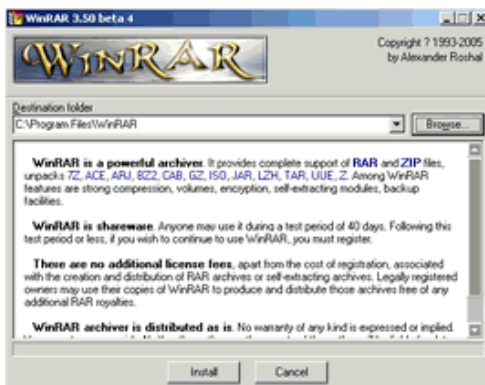 WinRAR 3.50 beta 4
WINRAR
Copyright ? 1993-2005
by Alexander Roshal
Destination folder
C:\Program Files\WinRAR
Browse...
WinRAR is a powerful archiver. It provides complete support of RAR and ZIP files,
unpacks 7Z, ACE, ARJ, BZ2, CAB, GZ, ISO, JAR, LZH, TAR, UUE, Z. Among WinRAR
features are strong compression, volumes, encryption, self-extracting modules, backup
facilities.
WinRAR is shareware. Anyone may use it during a test period of 40 days. Following this
test period or less, if you wish to continue to use WinRAR, you must register.
There are no additional license fees, apart from the cost of registration, associated
with the creation and distribution of RAR archives or self-extracting archives. Legally registered
owners may use their copies of WinRAR to produce and distribute those archives free of any
additional RAR royalties.
WinRAR archiver is distributed as is. No warranty of any kind is expressed or implied.
Install
Cancel